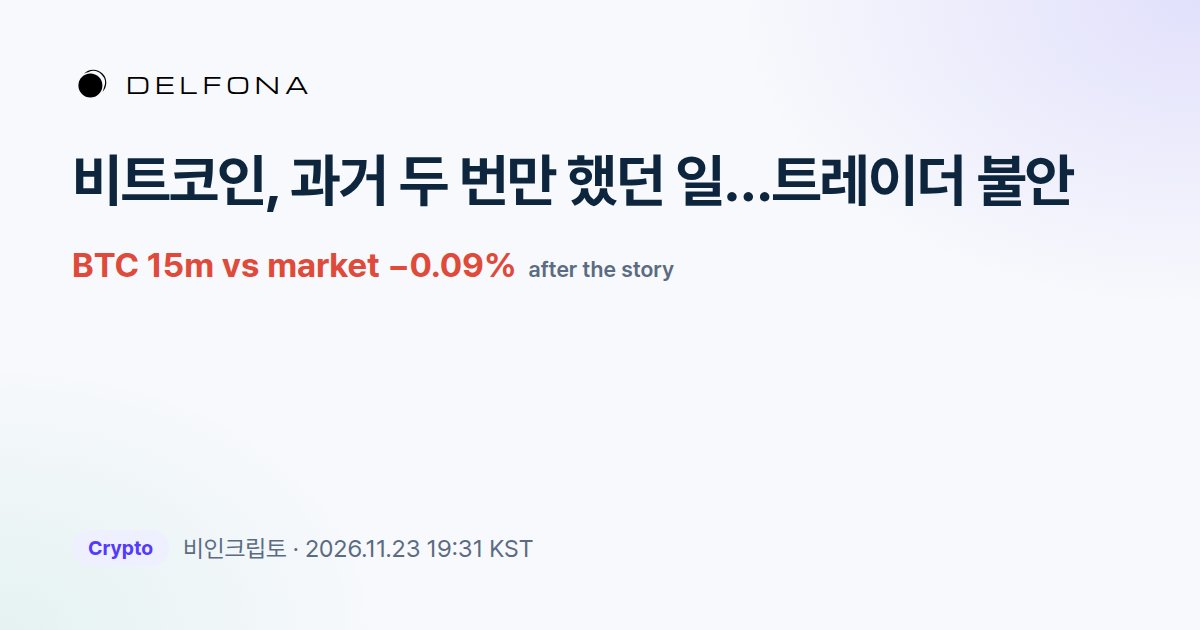 DELFONA
비트코인, 과거 두 번만 했던 일…트레이더 불안
BTC 15m vs market −0.09% after the story
Crypto 비인크립토 · 2026.11.23 19:31 KST